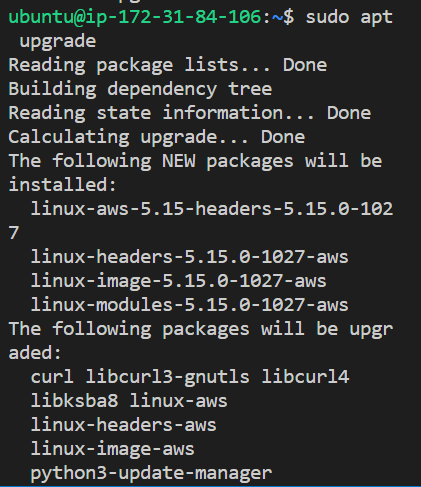 ubuntu@ip-172-31-84-106:~$ sudo apt
 upgrade
Reading package lists... Done
Building dependency tree
Reading state information... Done
Calculating upgrade... Done
The following NEW packages will be
installed:
  linux-aws-5.15-headers-5.15.0-102
7
  linux-headers-5.15.0-1027-aws
  linux-image-5.15.0-1027-aws
  linux-modules-5.15.0-1027-aws
The following packages will be upgr
aded:
  curl libcurl3-gnutls libcurl4
  libksba8 linux-aws
  linux-headers-aws
  linux-image-aws
  python3-update-manager